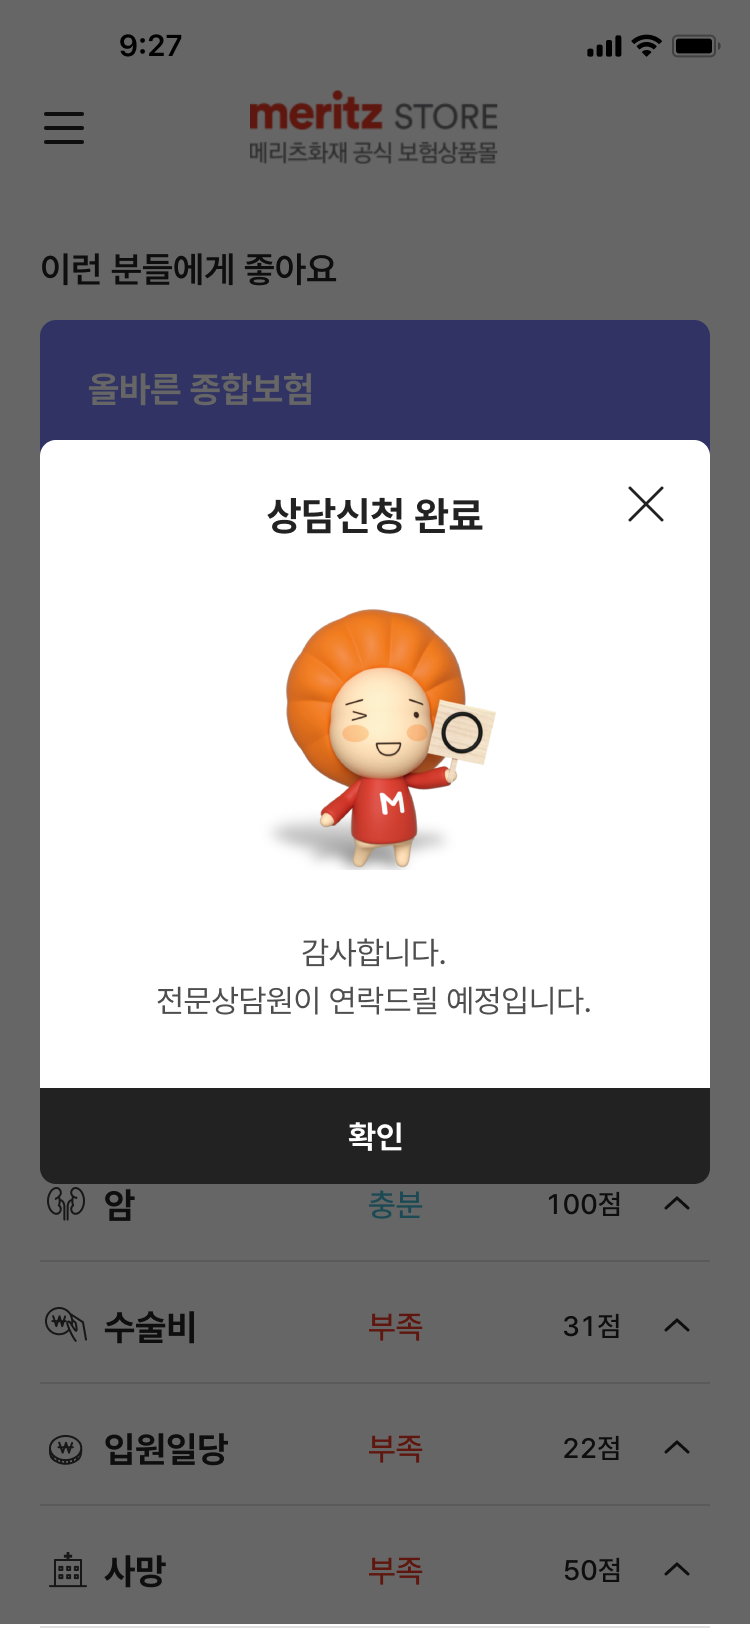 9:27
meritz STORE
메리츠화재 공식 보험상품몰
이런 분들에게 좋아요
올바른 종합보험
상담신청 완료
M
감사합니다.
전문상담원이 연락드릴 예정입니다.
확인
암 충분 100점
수술비 부족 31점
입원일당 부족 22점
사망 부족 50점